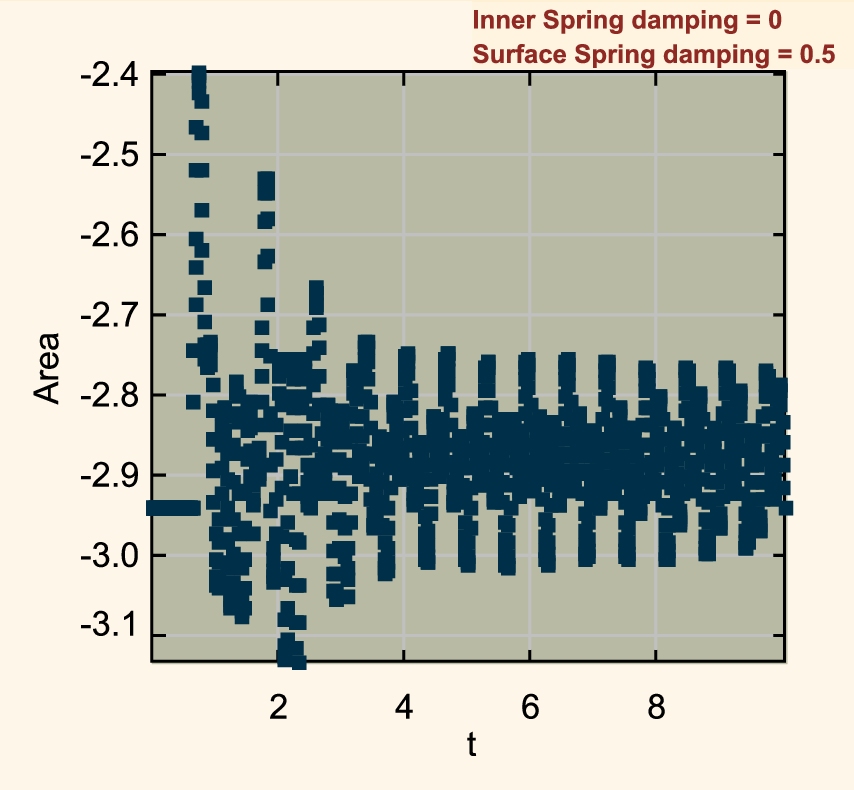 Inner Spring damping = 0
Surface Spring damping = 0.5
-2.4
-2.5
-2.6
-2.7
-2.8
-2.9
-3.0
-3.1
Area
2 4 6 8
t